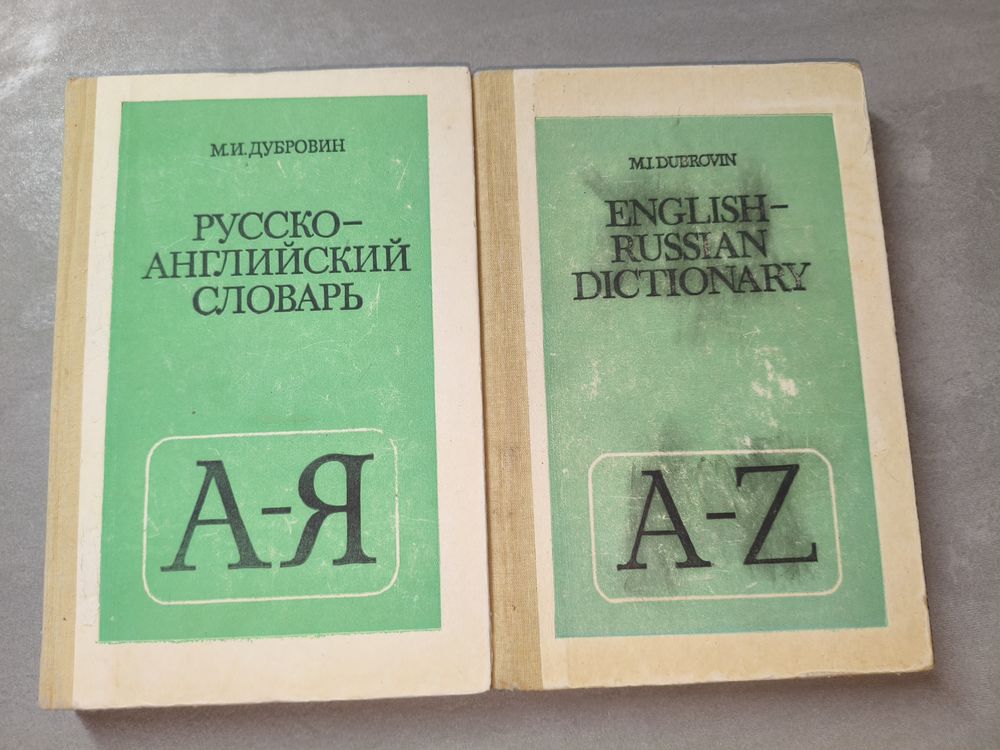 М.И.ДУБРОВИН
РУССКО–
АНГЛИЙСКИЙ
СЛОВАРЬ
А-Я
M.I.DUBROVIN
ENGLISH–
RUSSIAN
DICTIONARY
A-Z